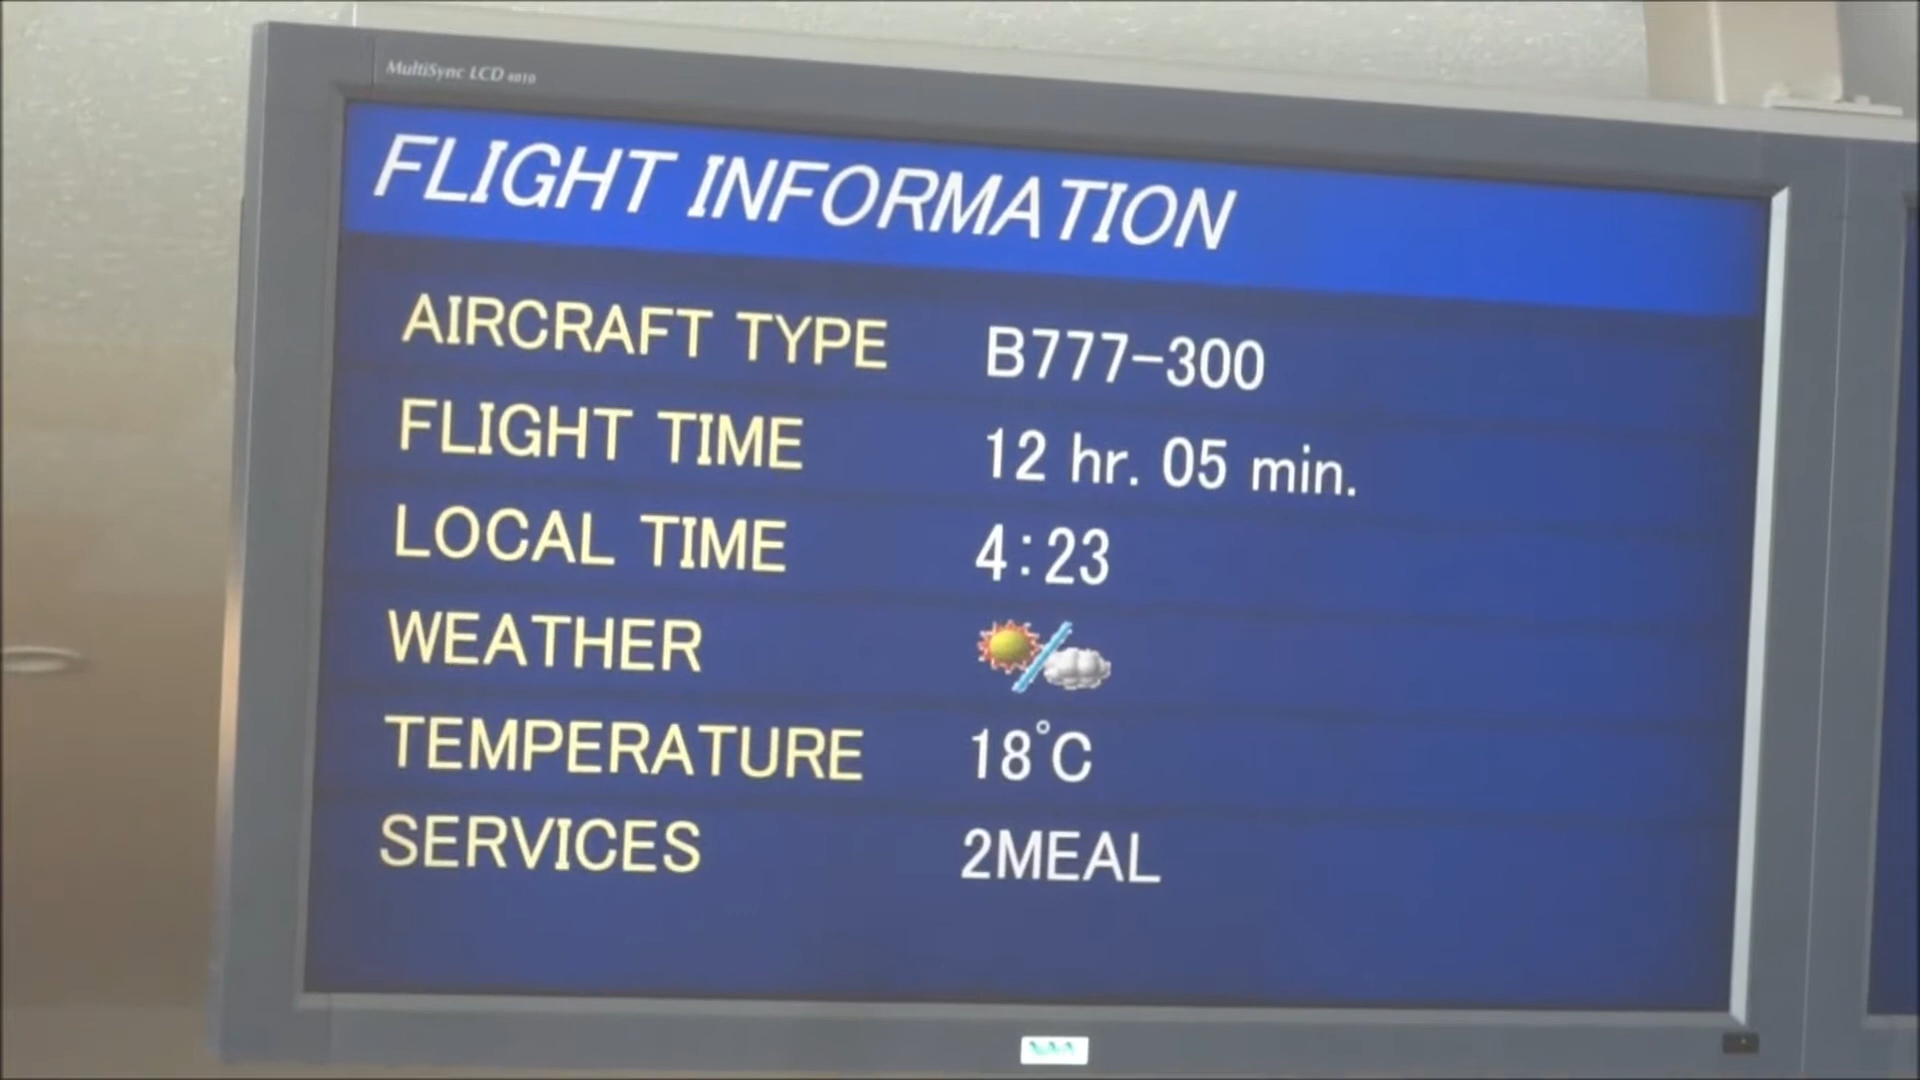 MultiSync LCD 4010
FLIGHT INFORMATION
AIRCRAFT TYPE B777-300
FLIGHT TIME 12 hr. 05 min.
LOCAL TIME 4:23
WEATHER
TEMPERATURE 18°C
SERVICES 2MEAL